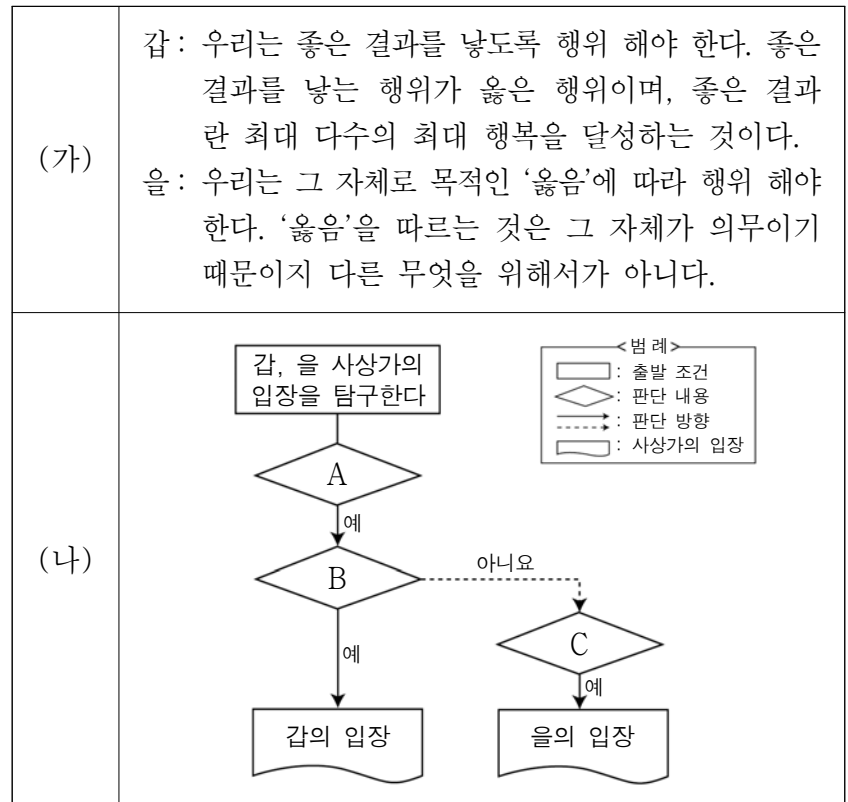 (가)
갑 : 우리는 좋은 결과를 낳도록 행위 해야 한다. 좋은
결과를 낳는 행위가 옳은 행위이며, 좋은 결과
란 최대 다수의 최대 행복을 달성하는 것이다.
을 : 우리는 그 자체로 목적인 ‘옳음’에 따라 행위 해야
한다. ‘옳음’을 따르는 것은 그 자체가 의무이기
때문이지 다른 무엇을 위해서가 아니다.
(나)
갑, 을 사상가의
입장을 탐구한다
<범 례>
: 출발 조건
: 판단 내용
: 판단 방향
: 사상가의 입장
A
예
B
아니요
C
예
예
갑의 입장
을의 입장